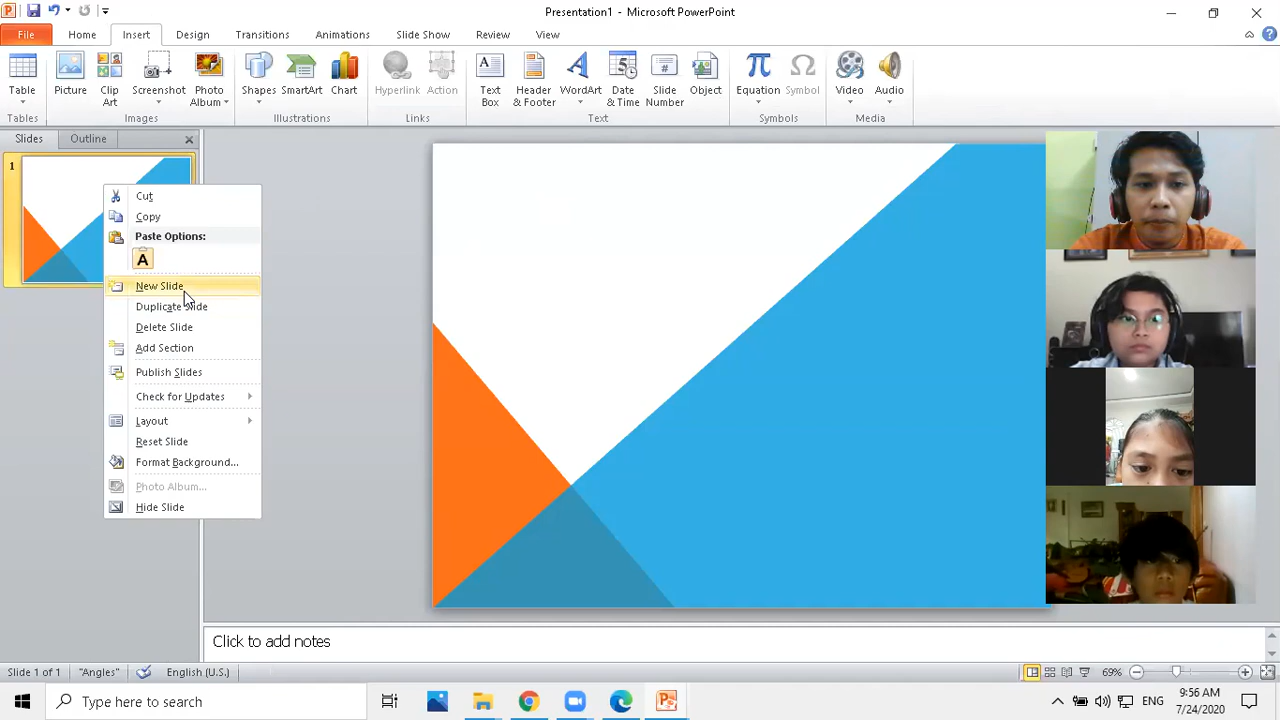 Presentation1 - Microsoft PowerPoint
File Home Insert Design Transitions Animations Slide Show Review View
Table Picture Clip Art Screenshot Photo Album Shapes SmartArt Chart Hyperlink Action Text Box Header & Footer WordArt Date & Time Slide Number Object Equation Symbol Video Audio
Tables Images Illustrations Links Text Symbols Media
Slides Outline
1
Cut
Copy
Paste Options:
A
New Slide
Duplicate Slide
Delete Slide
Add Section
Publish Slides
Check for Updates
Layout
Reset Slide
Format Background...
Photo Album...
Hide Slide
Click to add notes
Slide 1 of 1 "Angles" English (U.S.) 69%
Type here to search ENG 9:56 AM
7/24/2020